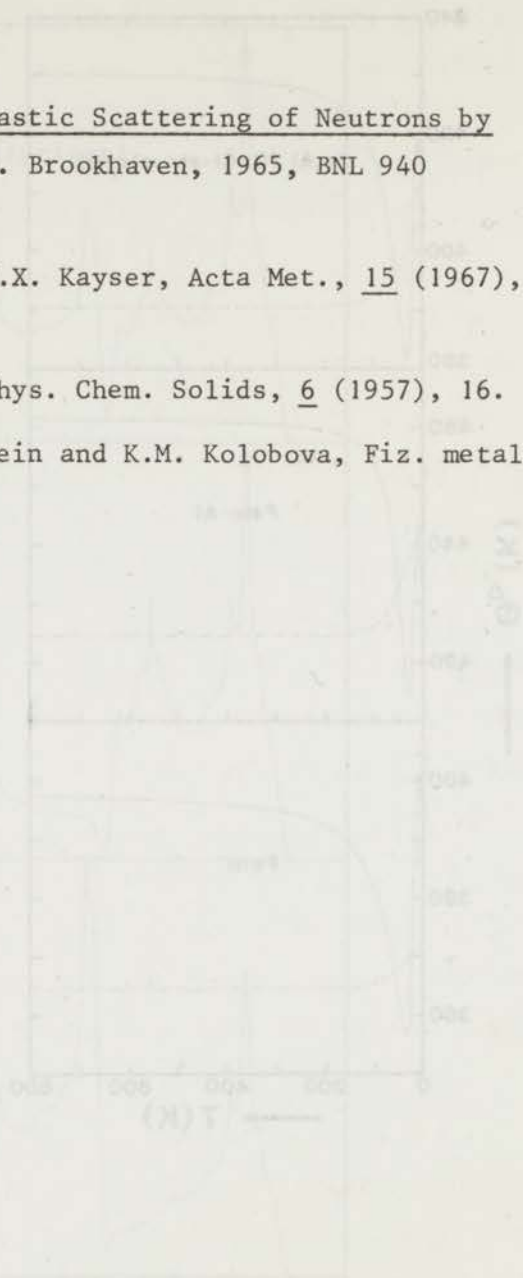 astic Scattering of Neutrons by
. Brookhaven, 1965, BNL 940
.X. Kayser, Acta Met., 15 (1967),
hys. Chem. Solids, 6 (1957), 16.
ein and K.M. Kolobova, Fiz. metal